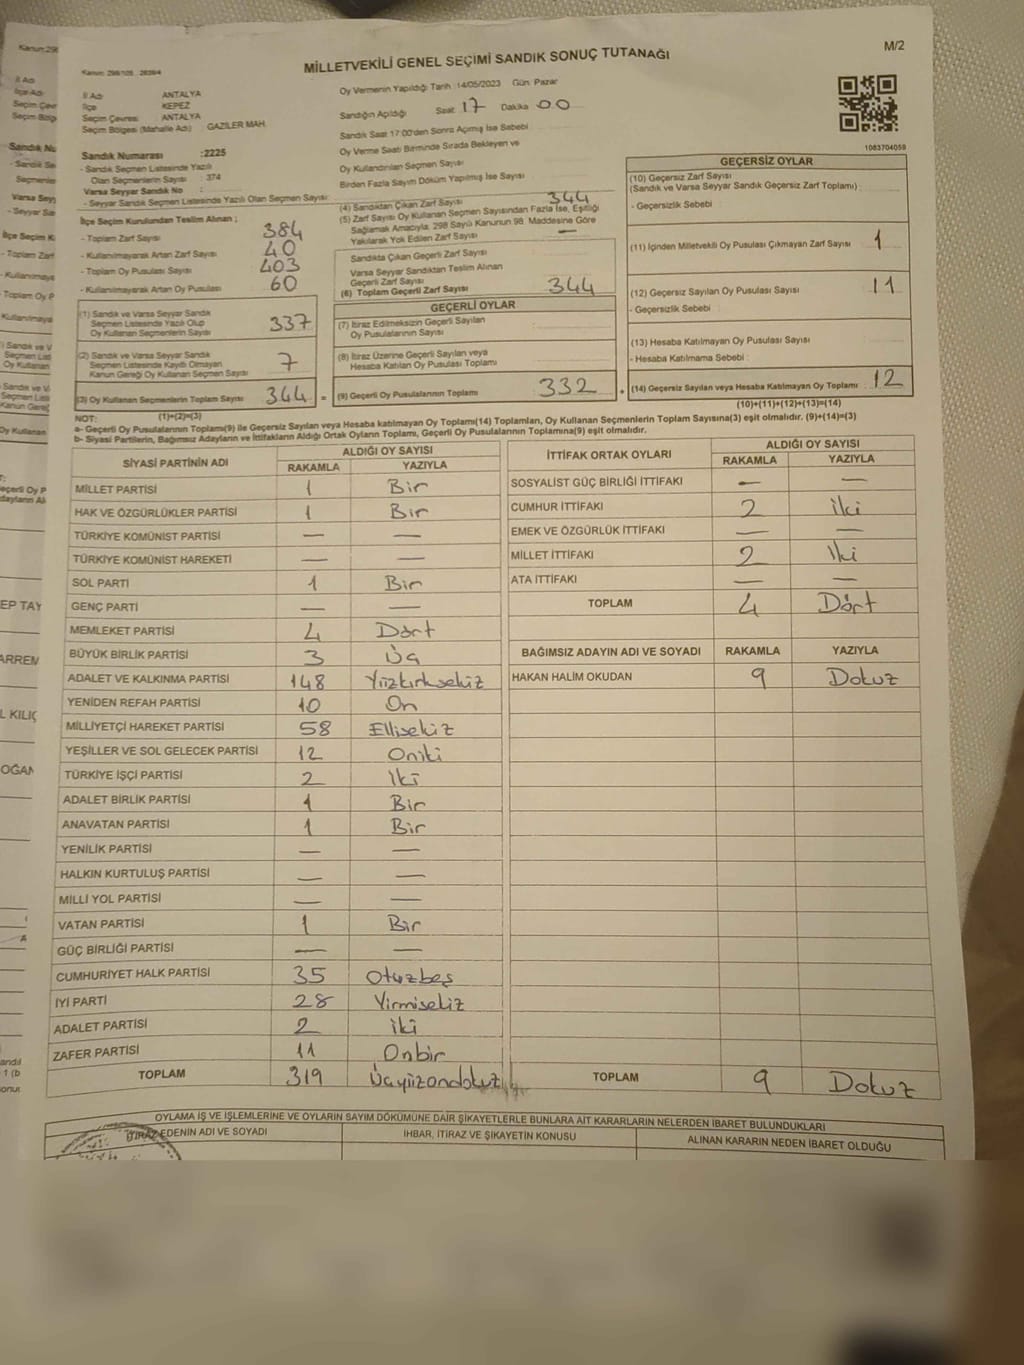 M/2
Kanun: 298/105 , 2839/4
MİLLETVEKİLİ GENEL SEÇİMİ SANDIK SONUÇ TUTANAĞI
İl Adı ANTALYA
İlçe KEPEZ
Seçim Çevresi ANTALYA
Seçim Bölgesi (Mahalle Adı) GAZİLER MAH.
Sandık Numarası :2225
- Sandık Seçmen Listesinde Yazılı
Olan Seçmenlerin Sayısı : 374
Varsa Seyyar Sandık No :
- Seyyar Sandık Seçmen Listesinde Yazılı Olan Seçmen Sayısı:
İlçe Seçim Kurulundan Teslim Alınan ;
- Toplam Zarf Sayısı 384
- Kullanılmayarak Artan Zarf Sayısı 40
- Toplam Oy Pusulası Sayısı 403
- Kullanılmayarak Artan Oy Pusulası 60
(1) Sandık ve Varsa Seyyar Sandık
Seçmen Listesinde Yazılı Olup
Oy Kullanan Seçmenlerin Sayısı 337
(2) Sandık ve Varsa Seyyar Sandık
Seçmen Listesinde Kaydı Olmayan
Kanun Gereği Oy Kullanan Seçmen Sayısı 7
(3) Oy Kullanan Seçmenlerin Toplam Sayısı 344 =
(1)+(2)=(3)
Oy Vermenin Yapıldığı Tarih :14/05/2023 Gün: Pazar
Sandığın Açıldığı Saat 17 Dakika 00
Sandık Saat 17:00'den Sonra Açımış İse Sebebi
Oy Verme Saati Bitiminde Sırada Bekleyen ve
Oy Kullandırılan Seçmen Sayısı
Birden Fazla Sayım Döküm Yapılmış İse Sayısı
(4) Sandıktan Çıkan Zarf Sayısı 344
(5) Zarf Sayısı Oy Kullanan Seçmen Sayısından Fazla İse, Eşitliği
Sağlamak Amacıyla; 298 Sayılı Kanunun 98. Maddesine Göre
Yakılarak Yok Edilen Zarf Sayısı —
Sandıkta Çıkan Geçerli Zarf Sayısı
Varsa Seyyar Sandıktan Teslim Alınan
Geçerli Zarf Sayısı
(6) Toplam Geçerli Zarf Sayısı 344
GEÇERLİ OYLAR
(7) İtiraz Edilmeksizin Geçerli Sayılan
Oy Pusulalarının Sayısı
(8) İtiraz Üzerine Geçerli Sayılan veya
Hesaba Katılan Oy Pusulası Toplamı
(9) Geçerli Oy Pusulalarının Toplamı 332 +
1083704059
GEÇERSİZ OYLAR
(10) Geçersiz Zarf Sayısı
(Sandık ve Varsa Seyyar Sandık Geçersiz Zarf Toplamı) :
- Geçersizlik Sebebi :
(11) İçinden Milletvekili Oy Pusulası Çıkmayan Zarf Sayısı 1
(12) Geçersiz Sayılan Oy Pusulası Sayısı 11
- Geçersizlik Sebebi
(13) Hesaba Katılmayan Oy Pusulası Sayısı
- Hesaba Katılmama Sebebi :
(14) Geçersiz Sayılan veya Hesaba Katılmayan Oy Toplamı 12
(10)+(11)+(12)+(13)=(14)
NOT:
a- Geçerli Oy Pusulalarının Toplamı(9) ile Geçersiz Sayılan veya Hesaba katılmayan Oy Toplamı(14) Toplamları, Oy Kullanan Seçmenlerin Toplam Sayısına(3) eşit olmalıdır. (9)+(14)=(3)
b- Siyasi Partilerin, Bağımsız Adayların ve İttifakların Aldığı Ortak Oyların Toplamı, Geçerli Oy Pusulalarının Toplamına(9) eşit olmalıdır.
SİYASİ PARTİNİN ADI ALDIĞI OY SAYISI
RAKAMLA YAZIYLA
MİLLET PARTİSİ 1 Bir
HAK VE ÖZGÜRLÜKLER PARTİSİ 1 Bir
TÜRKİYE KOMÜNİST PARTİSİ — —
TÜRKİYE KOMÜNİST HAREKETİ — —
SOL PARTİ 1 Bir
GENÇ PARTİ — —
MEMLEKET PARTİSİ 4 Dört
BÜYÜK BİRLİK PARTİSİ 3 Üç
ADALET VE KALKINMA PARTİSİ 148 Yüzkırksekiz
YENİDEN REFAH PARTİSİ 10 On
MİLLİYETÇİ HAREKET PARTİSİ 58 Ellisekiz
YEŞİLLER VE SOL GELECEK PARTİSİ 12 Oniki
TÜRKİYE İŞÇİ PARTİSİ 2 İki
ADALET BİRLİK PARTİSİ 1 Bir
ANAVATAN PARTİSİ 1 Bir
YENİLİK PARTİSİ — —
HALKIN KURTULUŞ PARTİSİ — —
MİLLİ YOL PARTİSİ — —
VATAN PARTİSİ 1 Bir
GÜÇ BİRLİĞİ PARTİSİ — —
CUMHURİYET HALK PARTİSİ 35 Otuzbeş
İYİ PARTİ 28 Yirmisekiz
ADALET PARTİSİ 2 iki
ZAFER PARTİSİ 11 Onbir
TOPLAM 319 Üçyüzondokuz
İTTİFAK ORTAK OYLARI ALDIĞI OY SAYISI
RAKAMLA YAZIYLA
SOSYALİST GÜÇ BİRLİĞİ İTTİFAKI — —
CUMHUR İTTİFAKI 2 iki
EMEK VE ÖZGÜRLÜK İTTİFAKI — —
MİLLET İTTİFAKI 2 iki
ATA İTTİFAKI — —
TOPLAM 4 Dört
BAĞIMSIZ ADAYIN ADI VE SOYADI RAKAMLA YAZIYLA
HAKAN HALİM OKUDAN 9 Dokuz
TOPLAM 9 Dokuz
OYLAMA İŞ VE İŞLEMLERİNE VE OYLARIN SAYIM DÖKÜMÜNE DAİR ŞİKAYETLERLE BUNLARA AİT KARARLARIN NELERDEN İBARET BULUNDUKLARI
İTİRAZ EDENİN ADI VE SOYADI İHBAR, İTİRAZ VE ŞİKAYETİN KONUSU ALINAN KARARIN NEDEN İBARET OLDUĞU